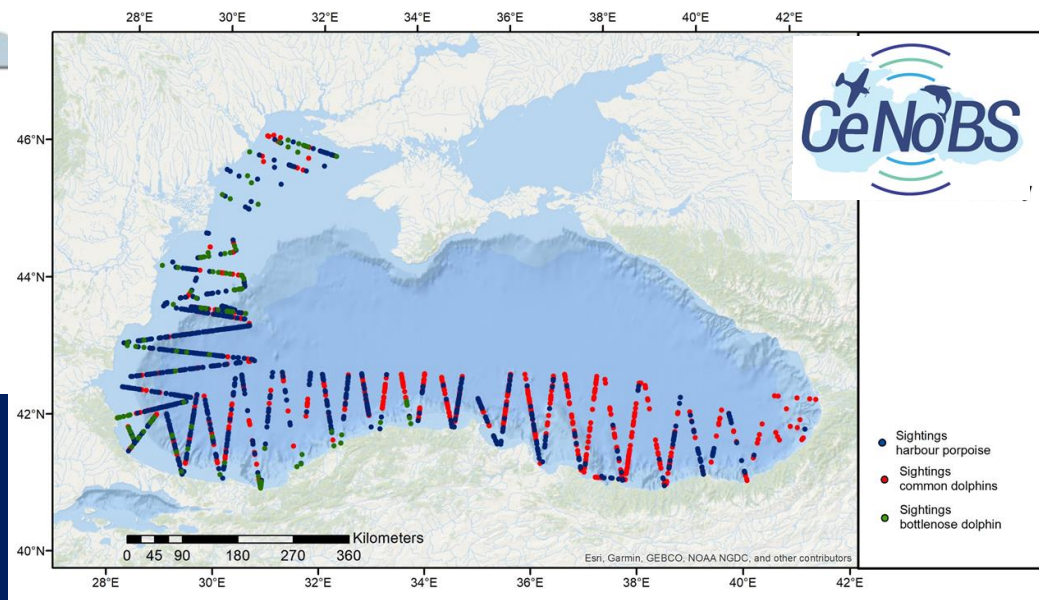 28°E 30°E 32°E 34°E 36°E 38°E 40°E 42°E
CeNoBS
46°N
44°N
42°N
40°N
Sightings
harbour porpoise
Sightings
common dolphins
Sightings
bottlenose dolphin
Kilometers
0 45 90 180 270 360
Esri, Garmin, GEBCO, NOAA NGDC, and other contributors
28°E 30°E 32°E 34°E 36°E 38°E 40°E 42°E